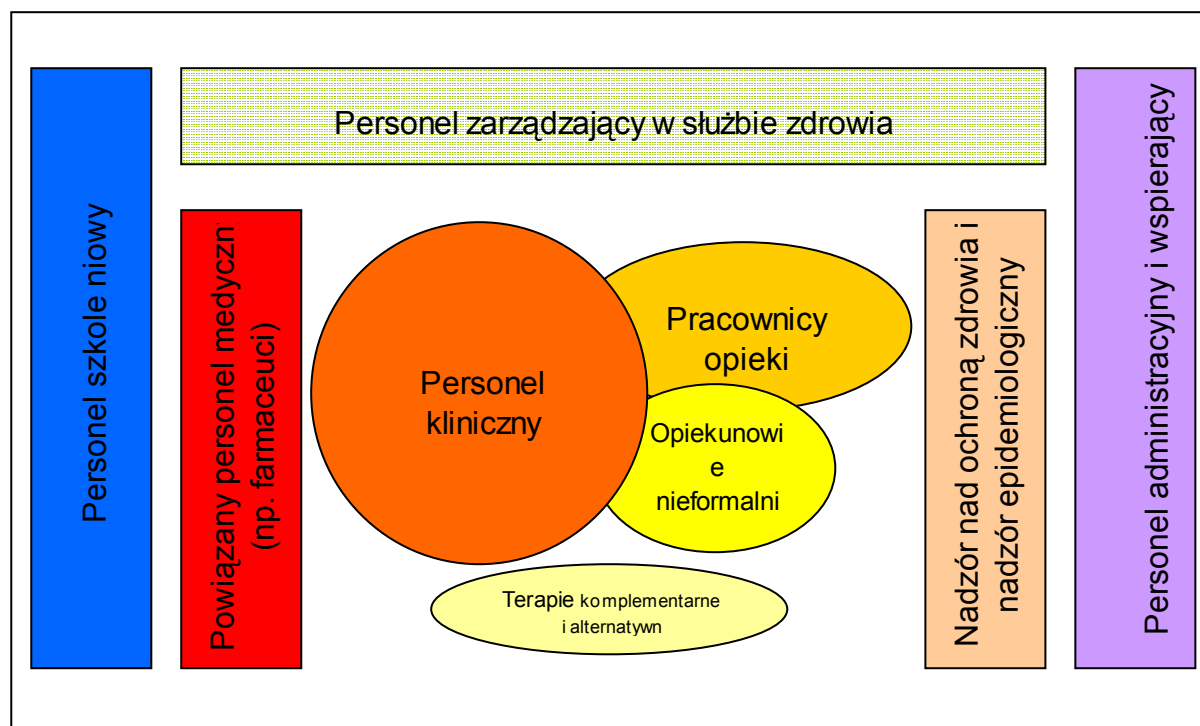 Personel zarządzający w służbie zdrowia
Personel szkole niowy
Powiązany personel medyczn
(np. farmaceuci)
Personel
kliniczny
Pracownicy
opieki
Opiekunowi
e
nieformalni
Terapie komplementarne
i alternatywn
Nadzór nad ochroną zdrowia i
nadzór epidemiologiczny
Personel administracyjny i wspierający